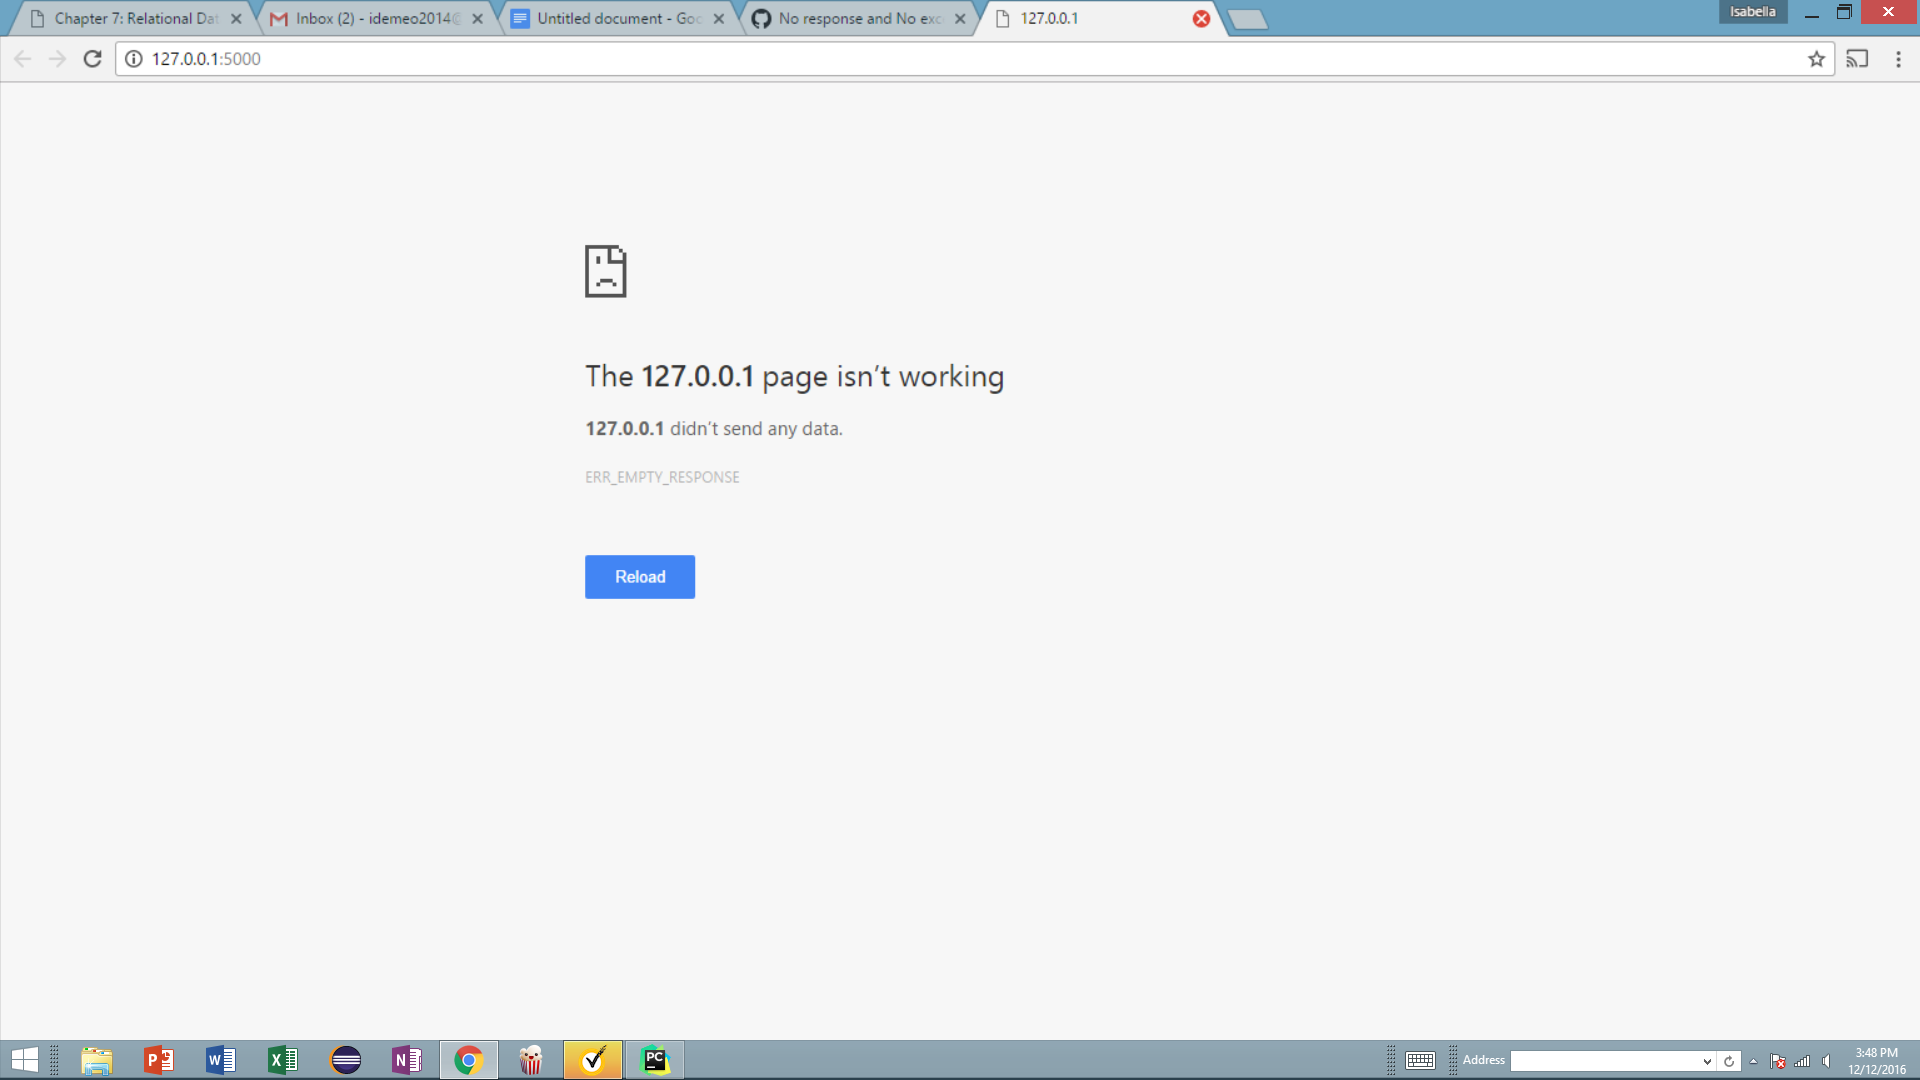 Chapter 7: Relational Dat
Inbox (2) - idemeo2014@
Untitled document - Goo
No response and No exc
127.0.0.1
Isabella
127.0.0.1:5000
The 127.0.0.1 page isn't working
127.0.0.1 didn't send any data.
ERR_EMPTY_RESPONSE
Reload
Address
3:48 PM
12/12/2016